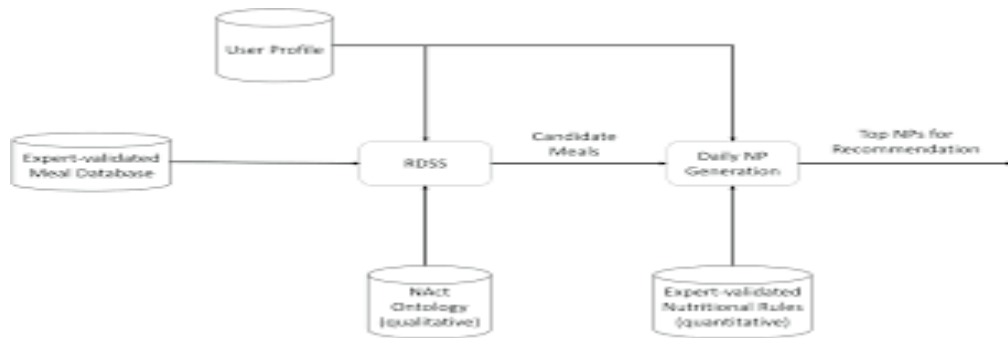 User Profile
Expert-validated
Meal Database
RDSS
Candidate
Meals
Daily NP
Generation
Top NPs for
Recommendation
NAct
Ontology
(qualitative)
Expert-validated
Nutritional Rules
(quantitative)